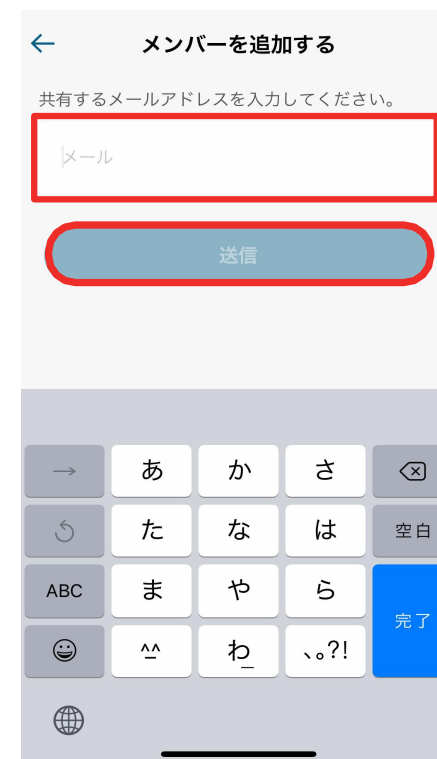 ← メンバーを追加する
共有するメールアドレスを入力してください。
メール
送信
→ あ か さ
た な は 空白
ABC ま や ら
^^ わ_ 、。?! 完了